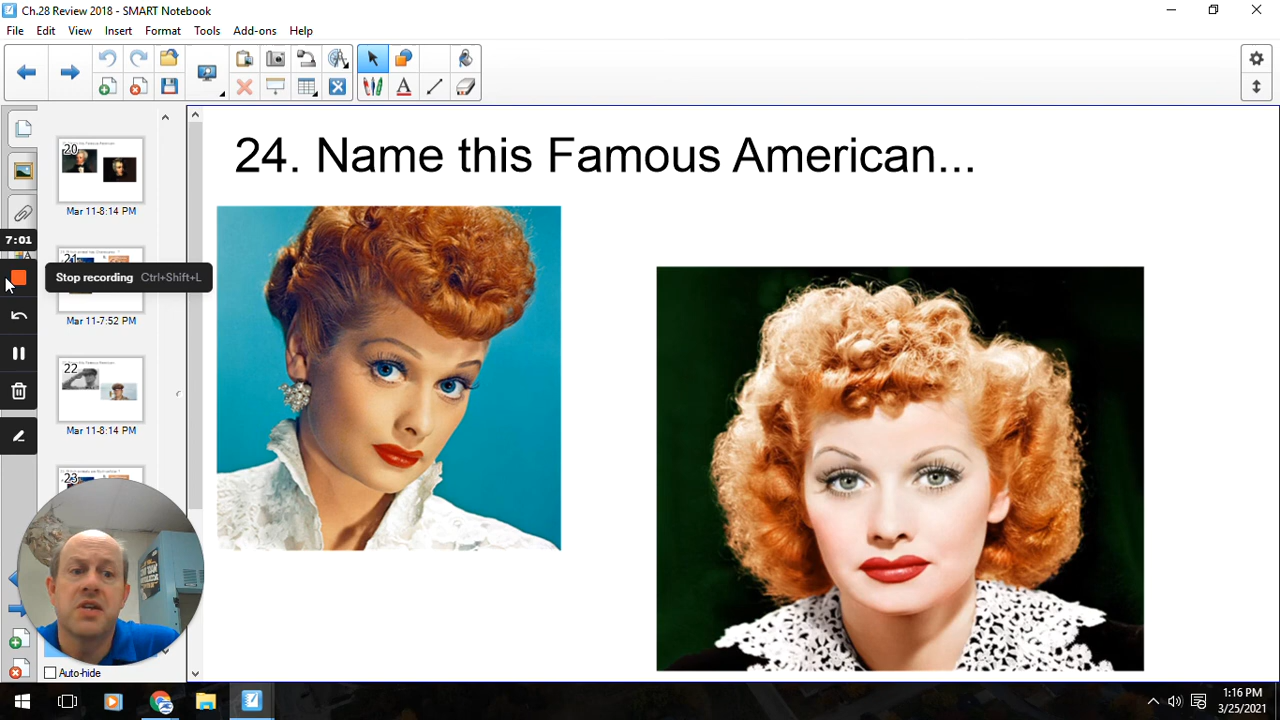 Ch.28 Review 2018 - SMART Notebook
File Edit View Insert Format Tools Add-ons Help
24. Name this Famous American...
20
Mar 11-8:14 PM
7:01
21
Stop recording Ctrl+Shift+L
Mar 11-7:52 PM
22
Mar 11-8:14 PM
23
Auto-hide
1:16 PM
3/25/2021